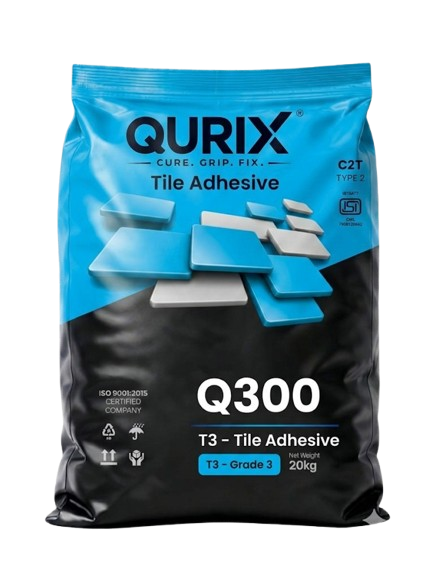 QURIX®
CURE. GRIP. FIX.
Tile Adhesive
C2T
TYPE-2
ISI
Q300
ISO 9001:2015
CERTIFIED
COMPANY
T3 - Tile Adhesive
T3 - Grade 3
Net Weight
20kg